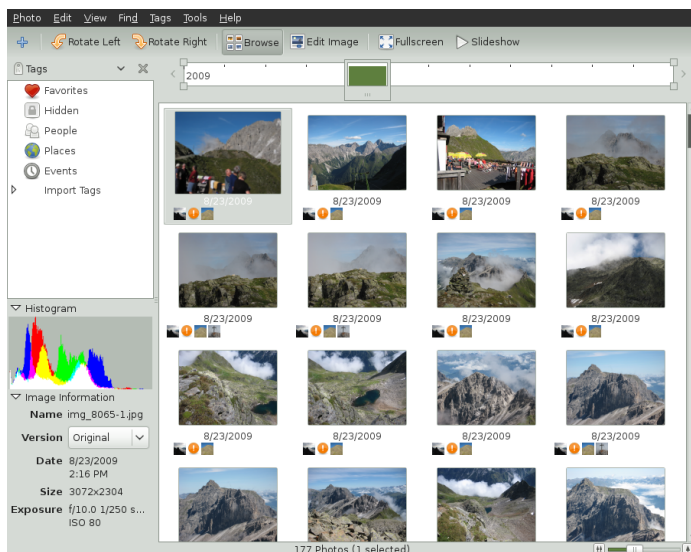 Photo Edit View Find Tags Tools Help
Rotate Left Rotate Right Browse Edit Image Fullscreen Slideshow
Tags
2009
Favorites
Hidden
People
Places
Events
Import Tags
8/23/2009 8/23/2009 8/23/2009 8/23/2009
8/23/2009 8/23/2009 8/23/2009 8/23/2009
Histogram
Image Information
Name img_8065-1.jpg
Version Original
Date 8/23/2009
2:16 PM
Size 3072x2304
Exposure f/10.0 1/250 s...
ISO 80
8/23/2009 8/23/2009 8/23/2009 8/23/2009
177 Photos (1 selected)